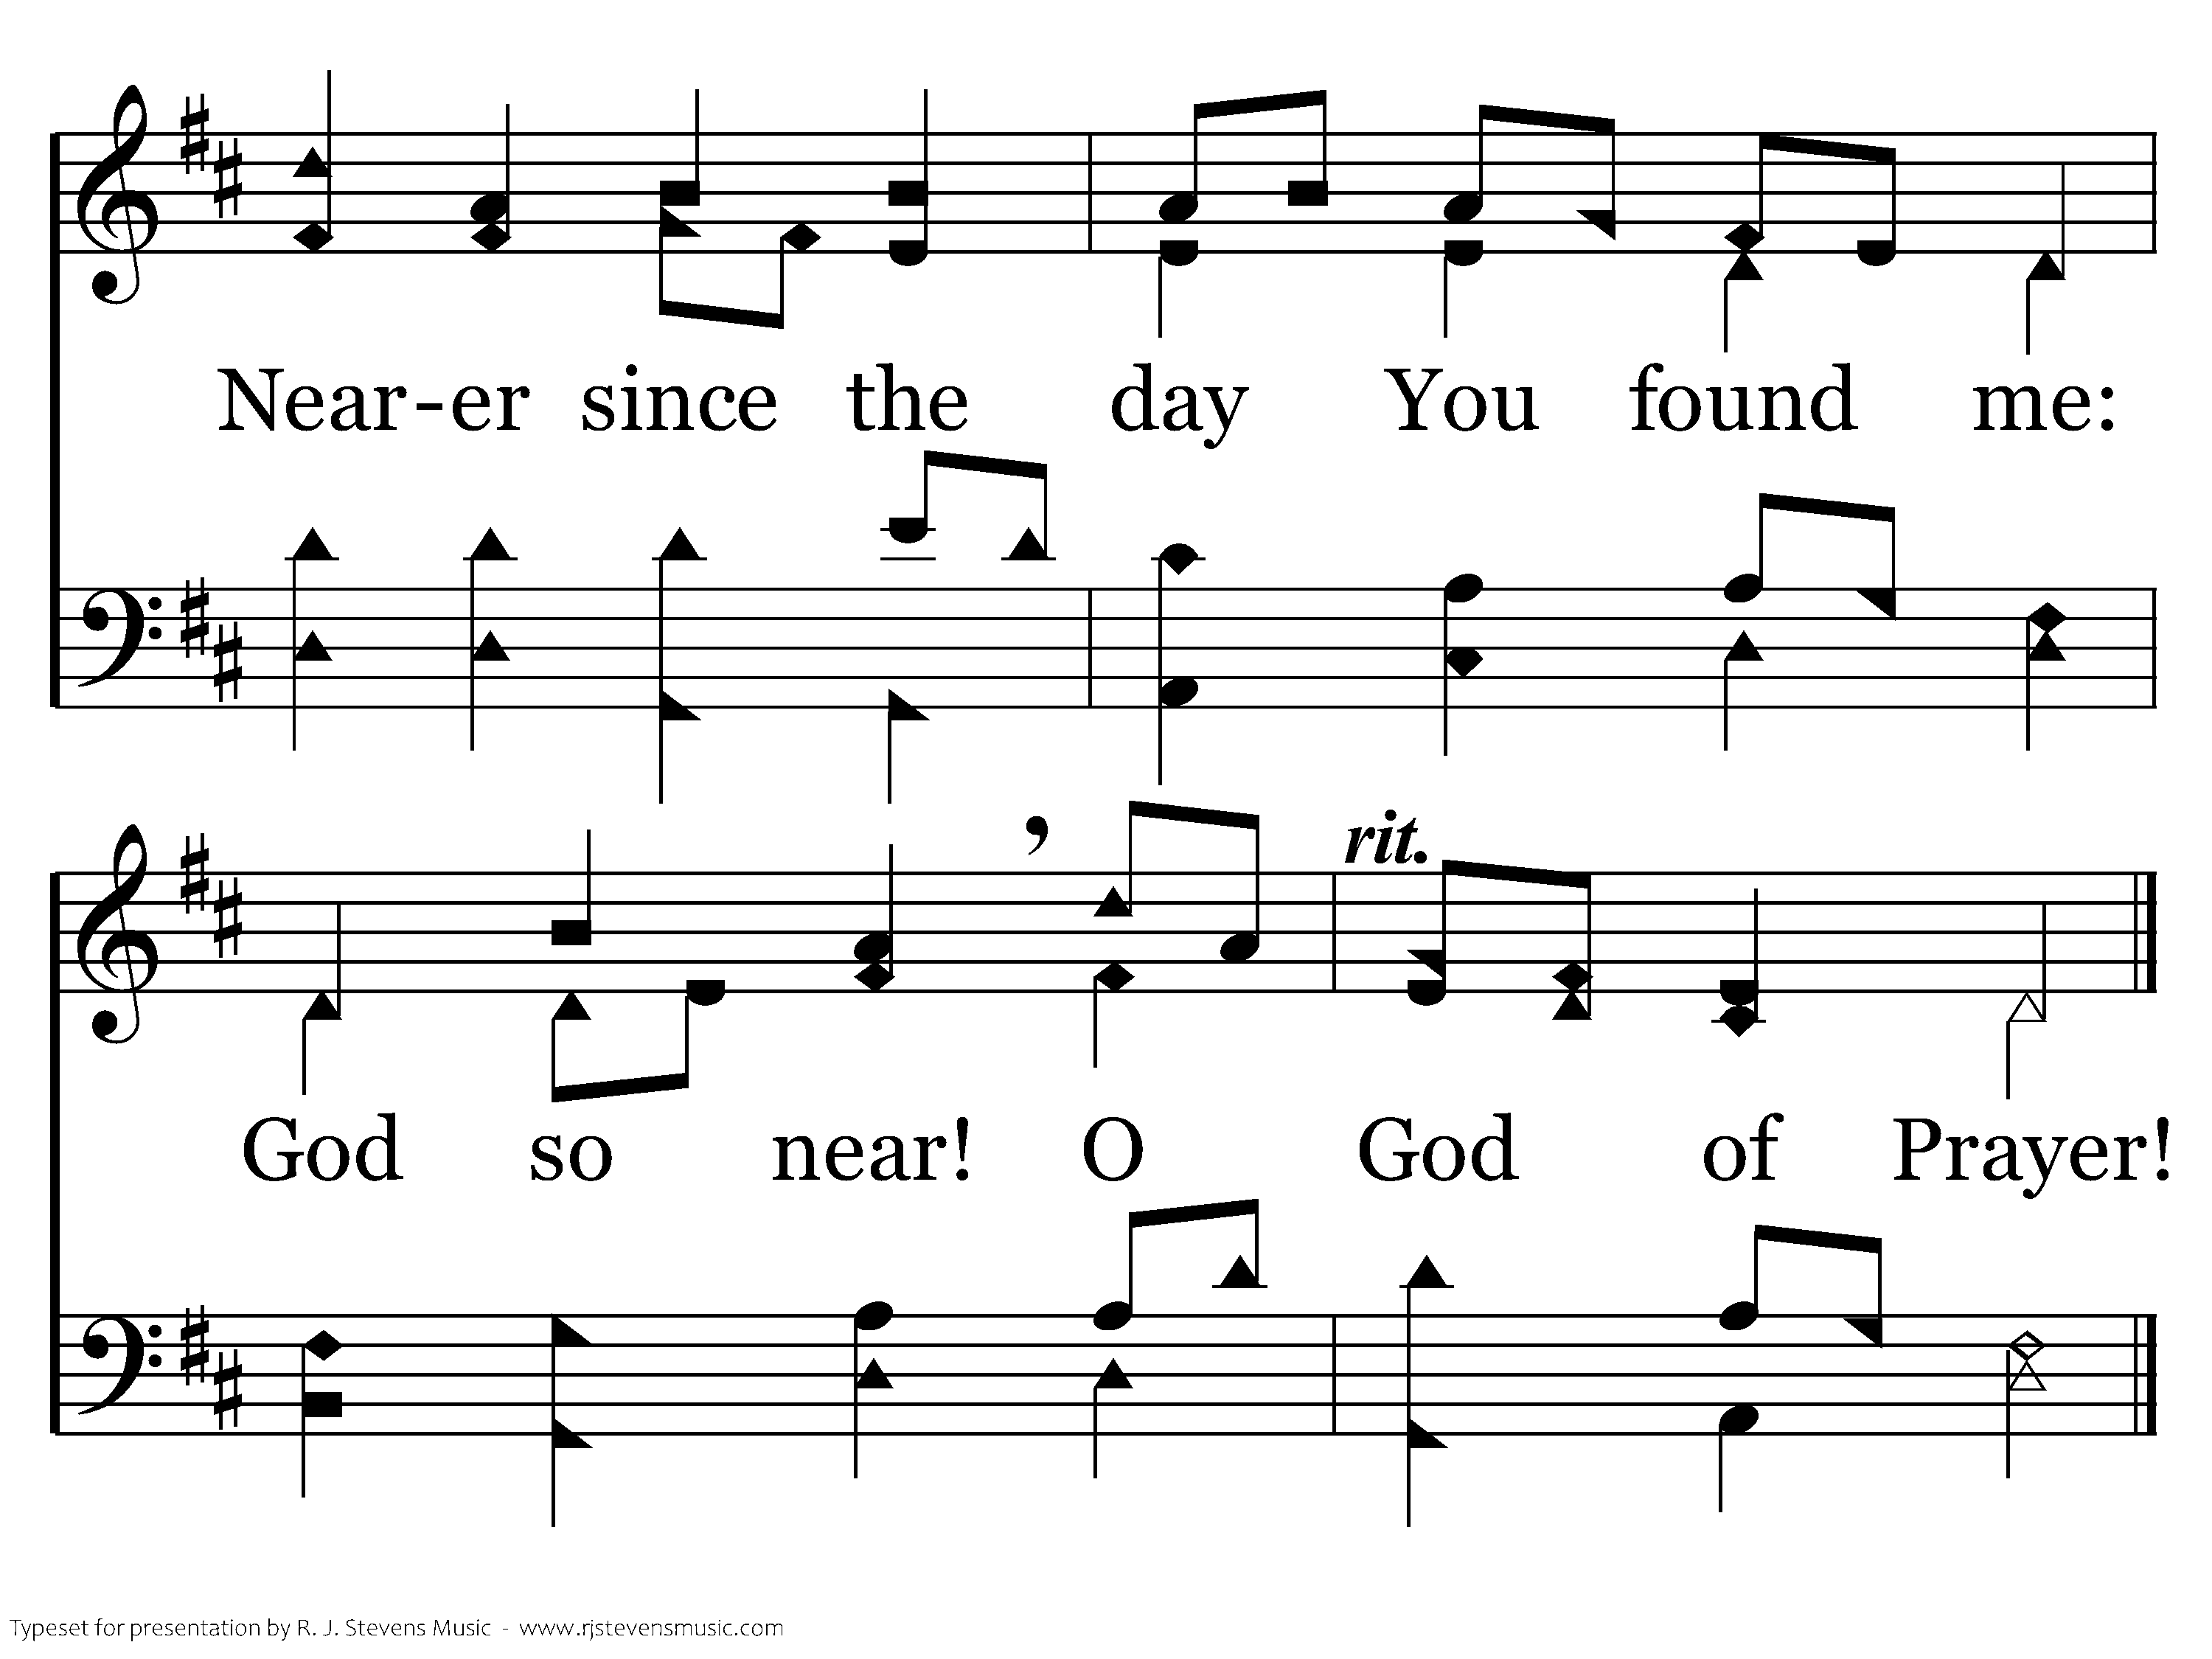 Near-er since the day You found me:
rit.
God so near! O God of Prayer!
Typeset for presentation by R. J. Stevens Music - www.rjstevensmusic.com